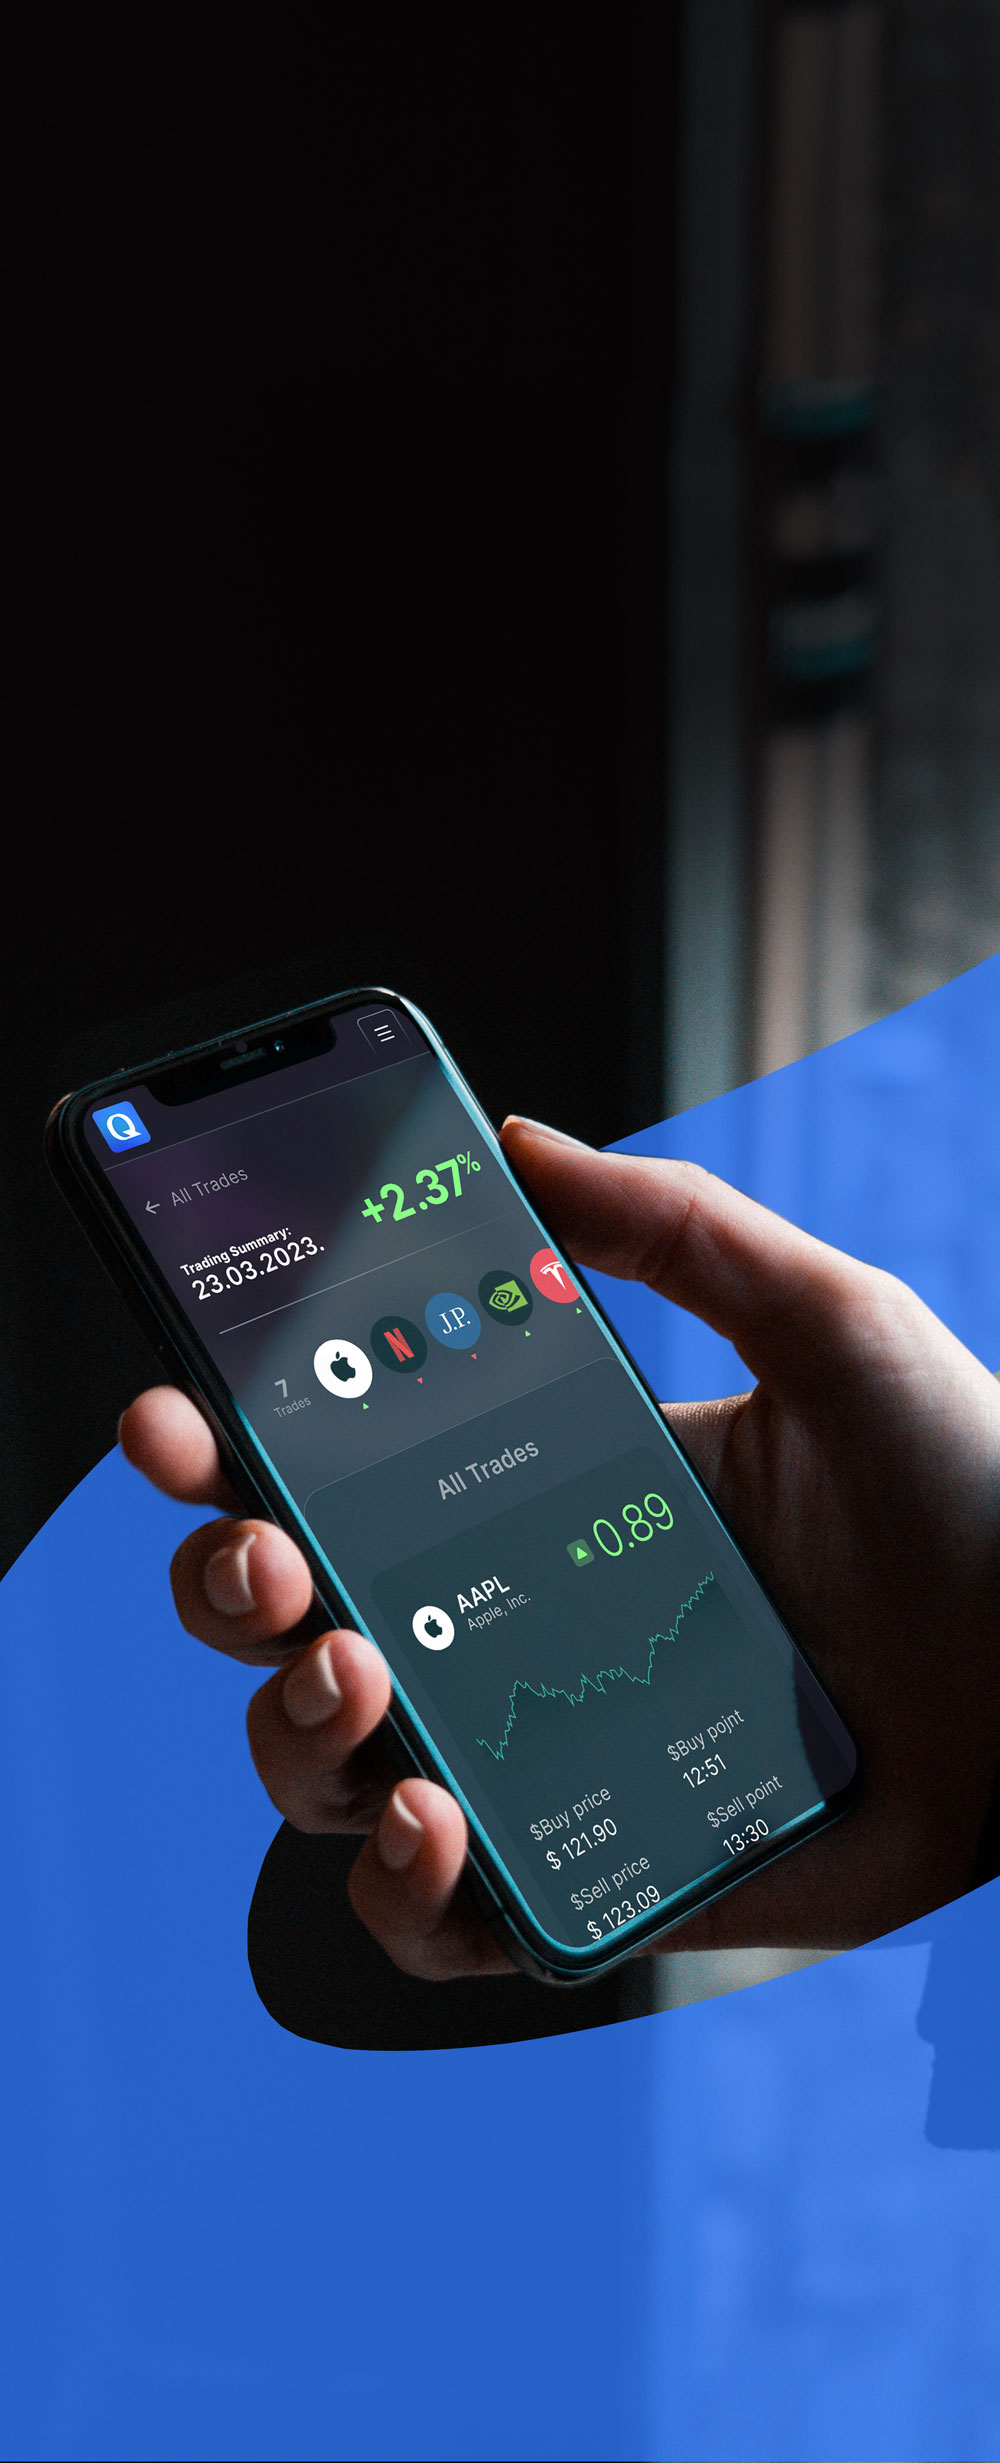 Q
← All Trades
+2.37%
Trading Summary:
23.03.2023.
7
Trades
N
J.P.
T
All Trades
0.89
AAPL
Apple, Inc.
$Buy price
$ 121.90
$Buy point
12:51
$Sell price
$ 123.09
$Sell point
13:30